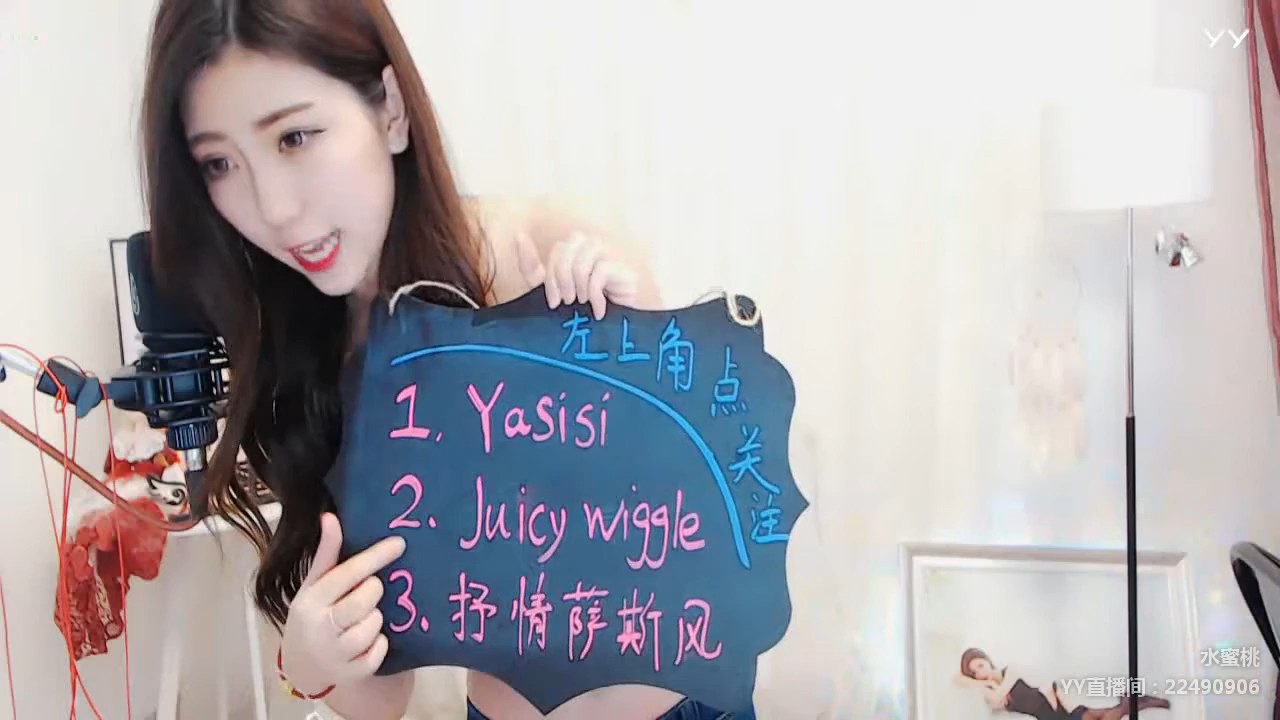 YY
左上角点关注
1. Yasisi
2. Juicy wiggle
3. 抒情萨斯风
水蜜桃
YY直播间：22490906